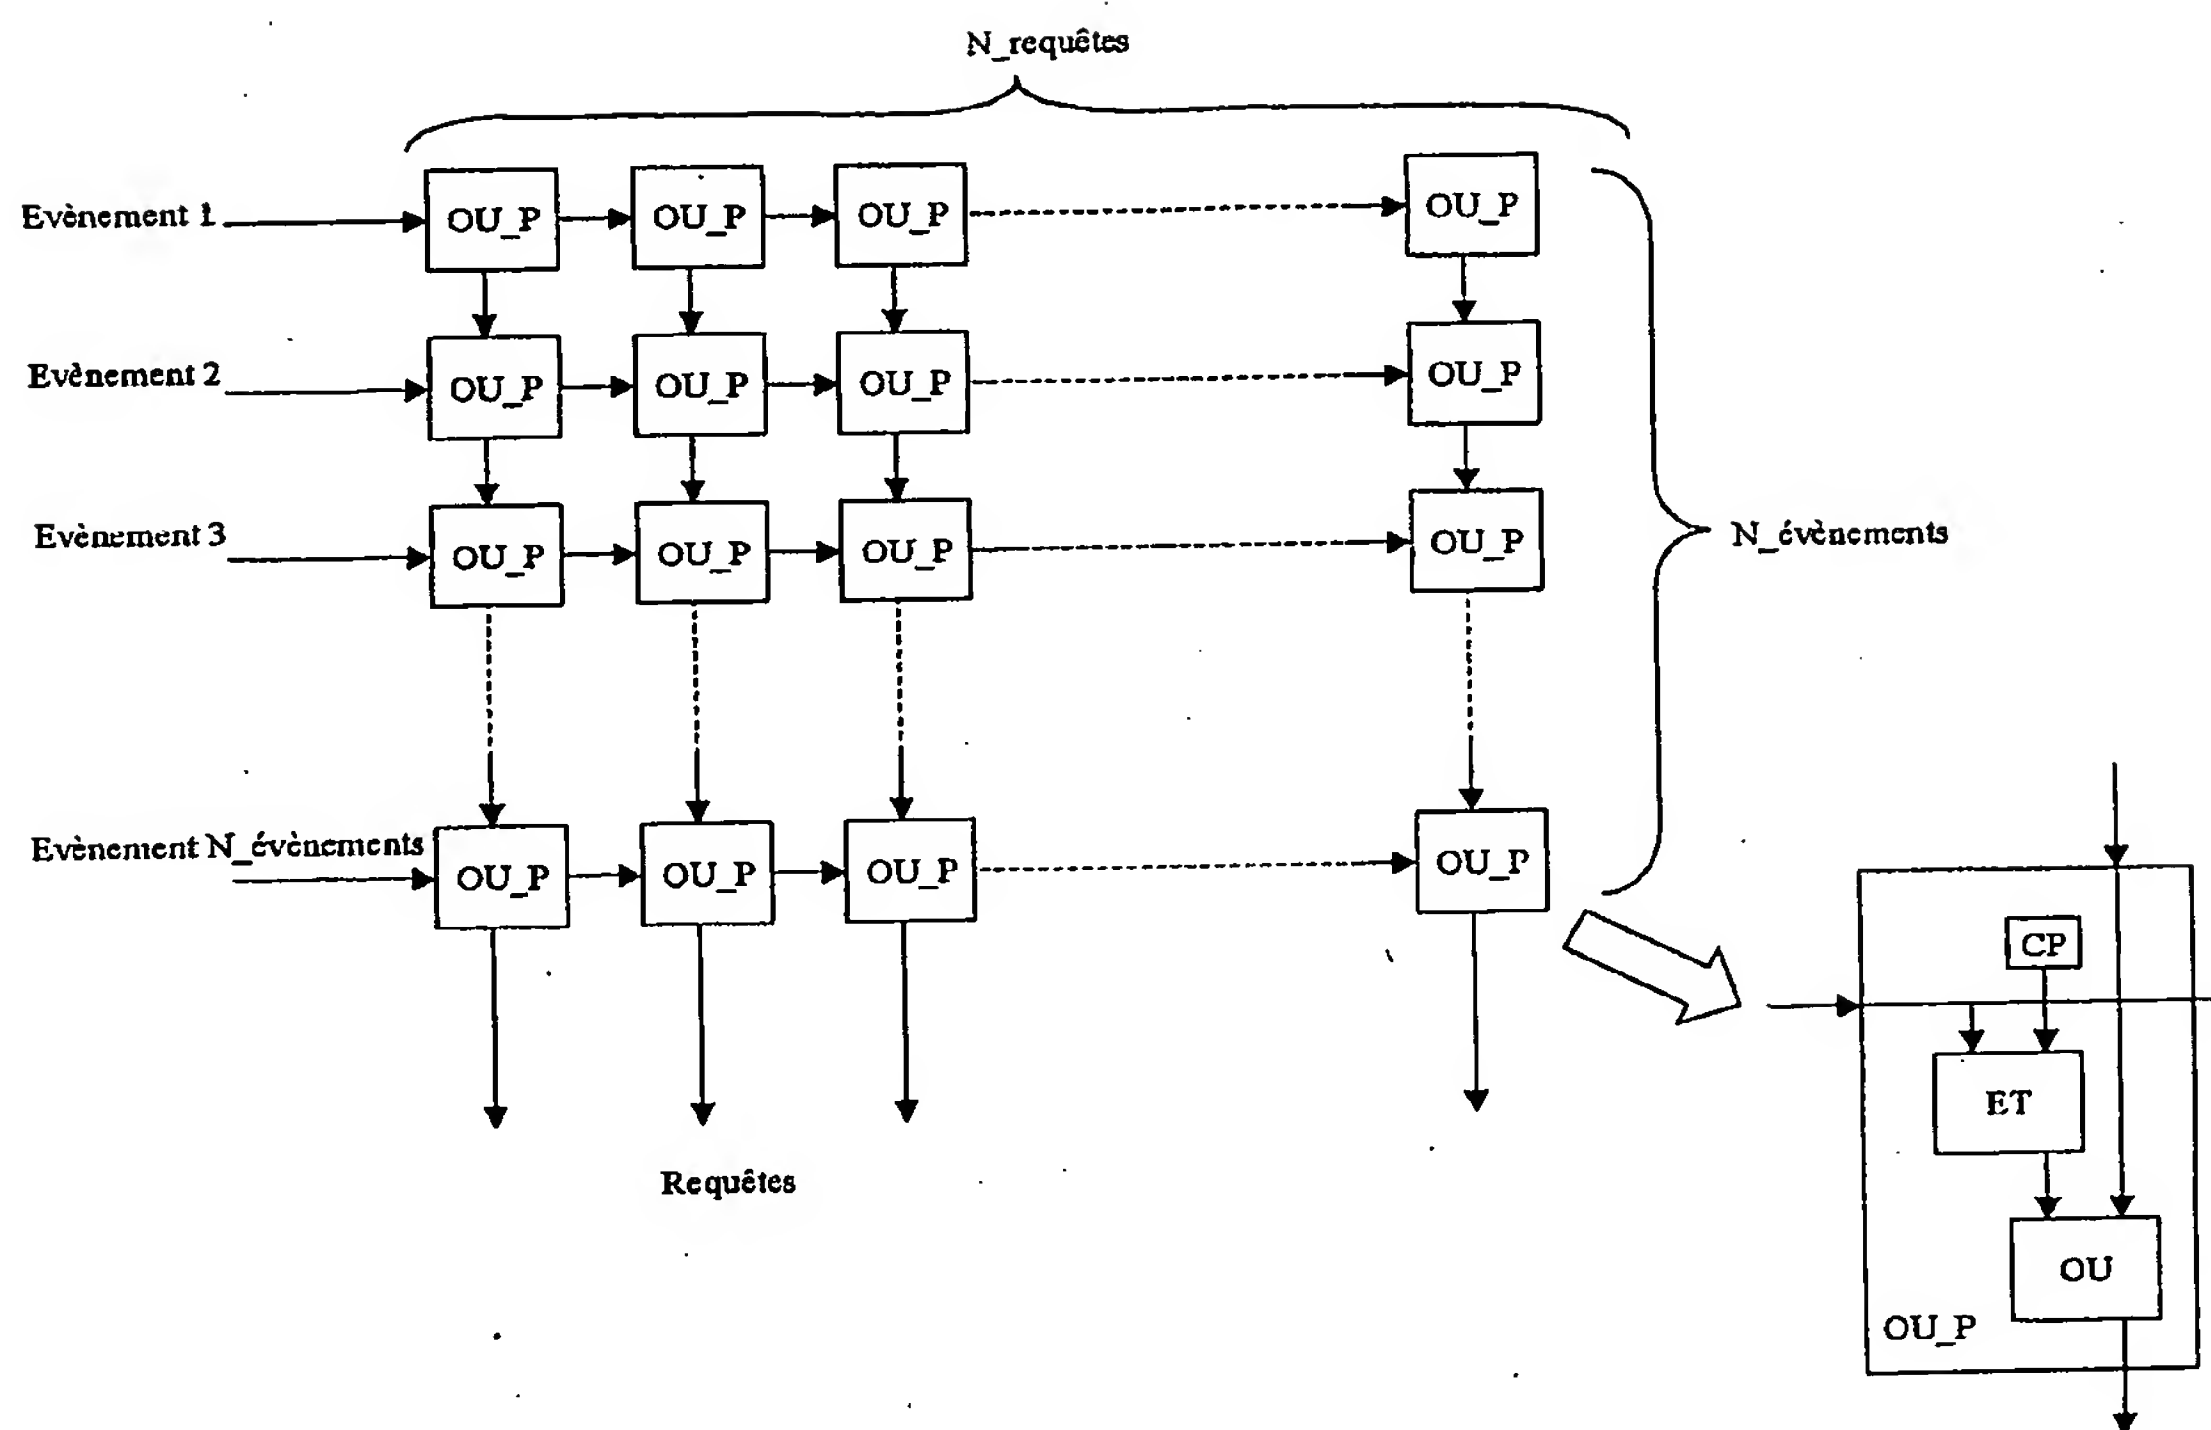 N_requêtes
Evènement 1
OU_P OU_P OU_P OU_P
Evènement 2
OU_P OU_P OU_P OU_P
Evènement 3
OU_P OU_P OU_P OU_P
N_évènements
Evènement N_évènements
OU_P OU_P OU_P OU_P
CP
ET
Requêtes
OU
OU_P